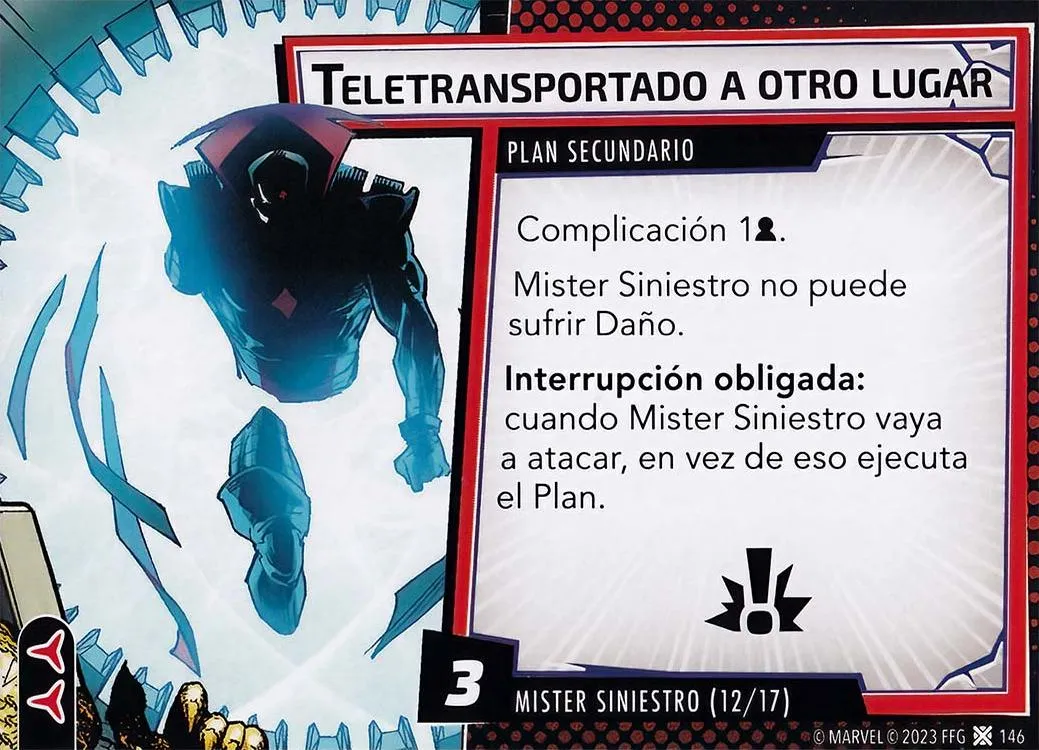 TELETRANSPORTADO A OTRO LUGAR
PLAN SECUNDARIO
Complicación 1.
Mister Siniestro no puede
sufrir Daño.
Interrupción obligada:
cuando Mister Siniestro vaya
a atacar, en vez de eso ejecuta
el Plan.
3
MISTER SINIESTRO (12/17)
© MARVEL © 2023 FFG 146